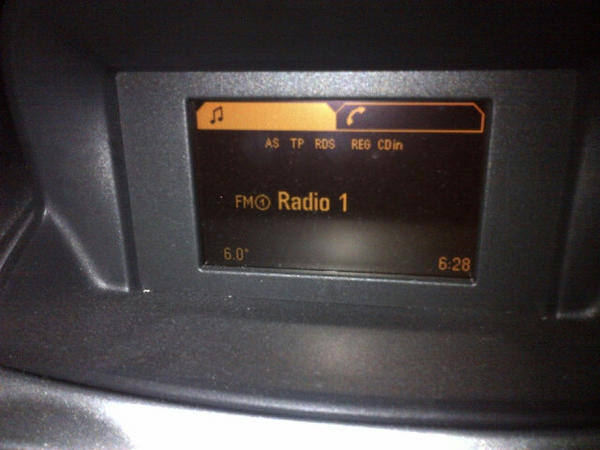 AS TP RDS REG CDin
FM1 Radio 1
6.0° 6:28